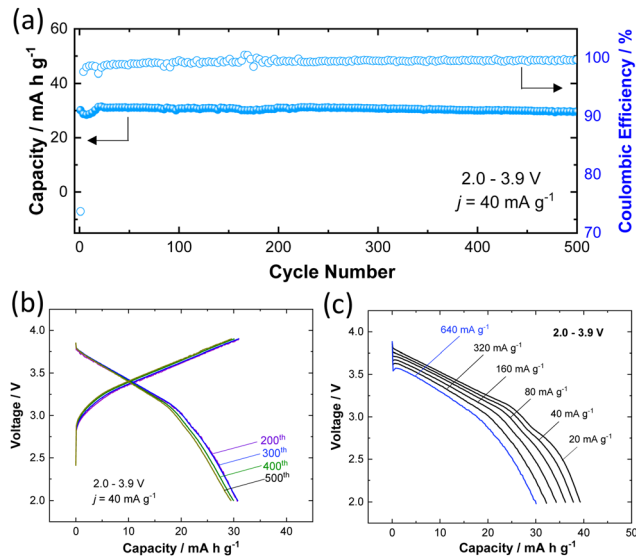 (a)
60
50
40
30
20
10
0
0
100
200
300
400
500
100
90
80
70
Capacity / mA h g-1
Coulombic Efficiency / %
2.0 - 3.9 V
j = 40 mA g-1
Cycle Number
(b)
4.0
3.5
3.0
2.5
2.0
0
10
20
30
40
Voltage / V
200th
300th
400th
500th
2.0 - 3.9 V
j = 40 mA g-1
Capacity / mA h g-1
(c)
4.0
3.5
3.0
2.5
2.0
0
10
20
30
40
50
Voltage / V
2.0 - 3.9 V
640 mA g-1
320 mA g-1
160 mA g-1
80 mA g-1
40 mA g-1
20 mA g-1
Capacity / mA h g-1